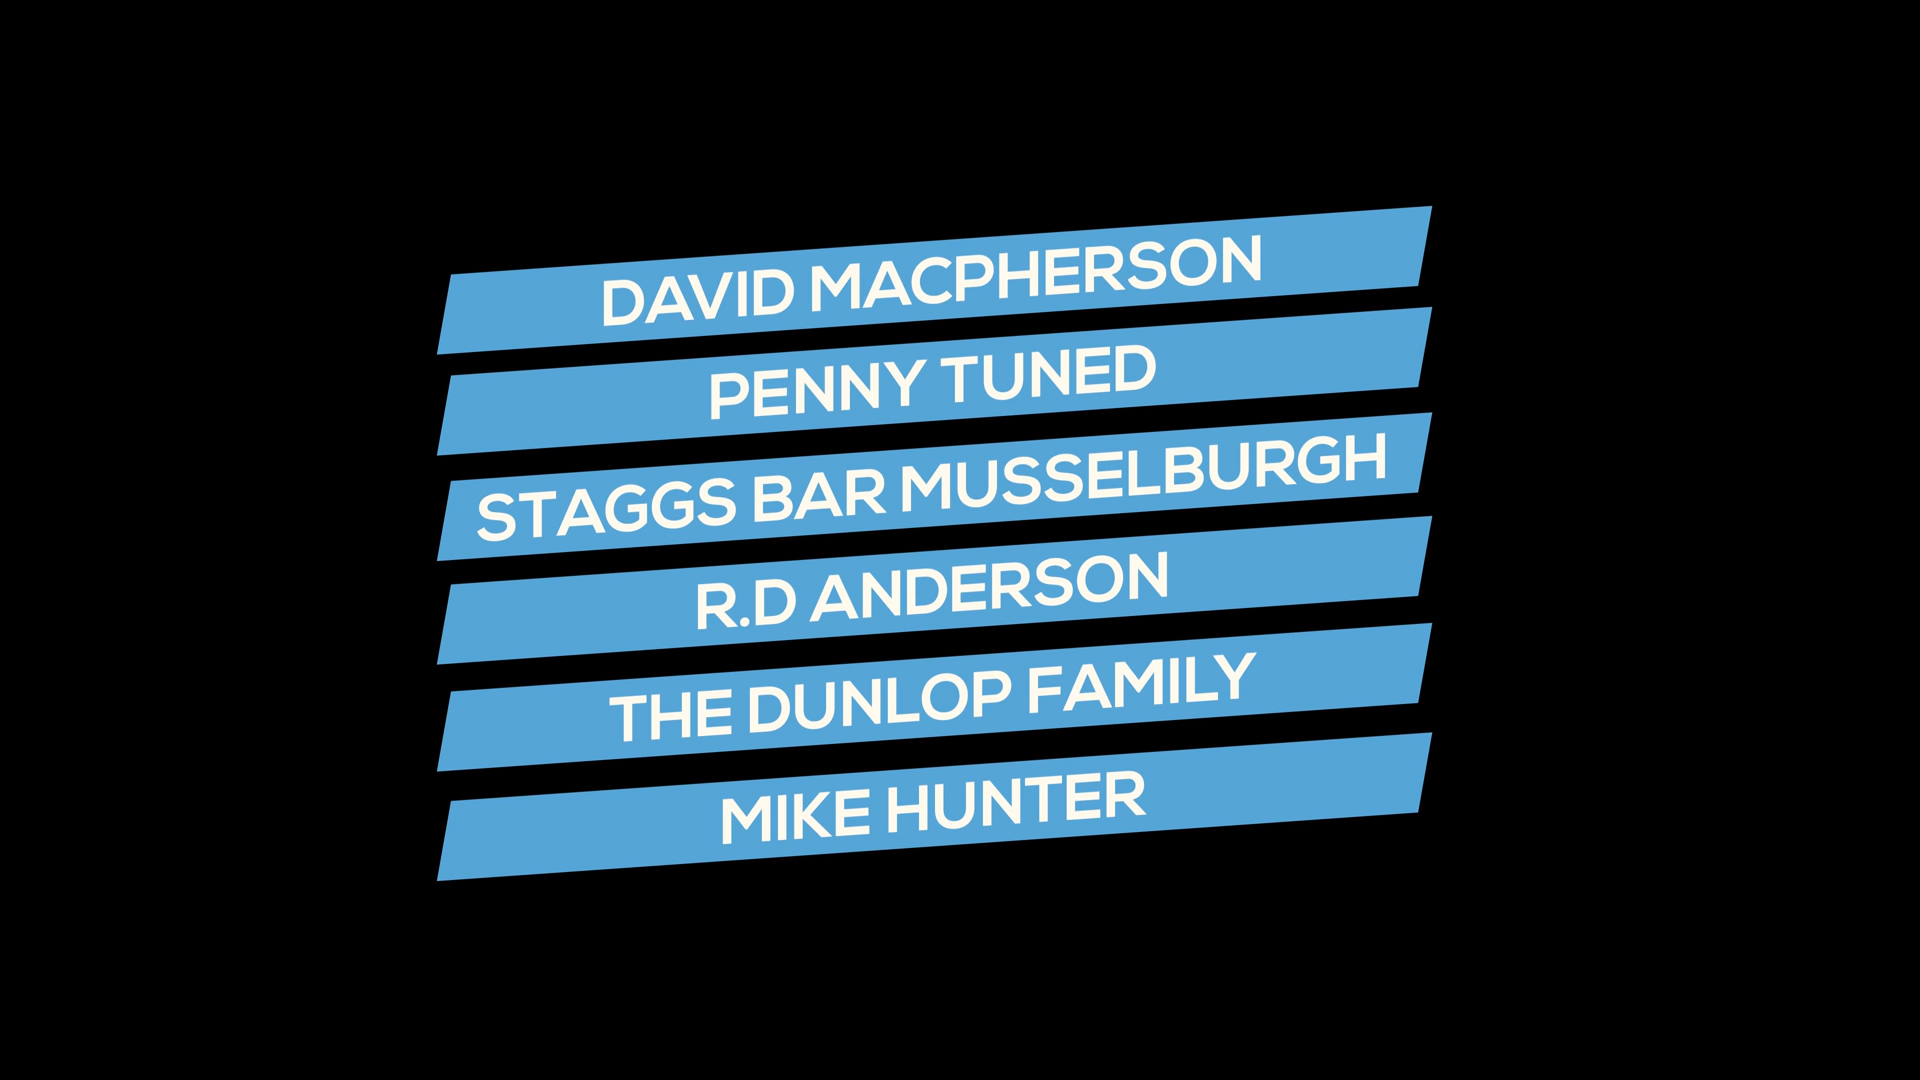 DAVID MACPHERSON
PENNY TUNED
STAGGS BAR MUSSELBURGH
R.D ANDERSON
THE DUNLOP FAMILY
MIKE HUNTER